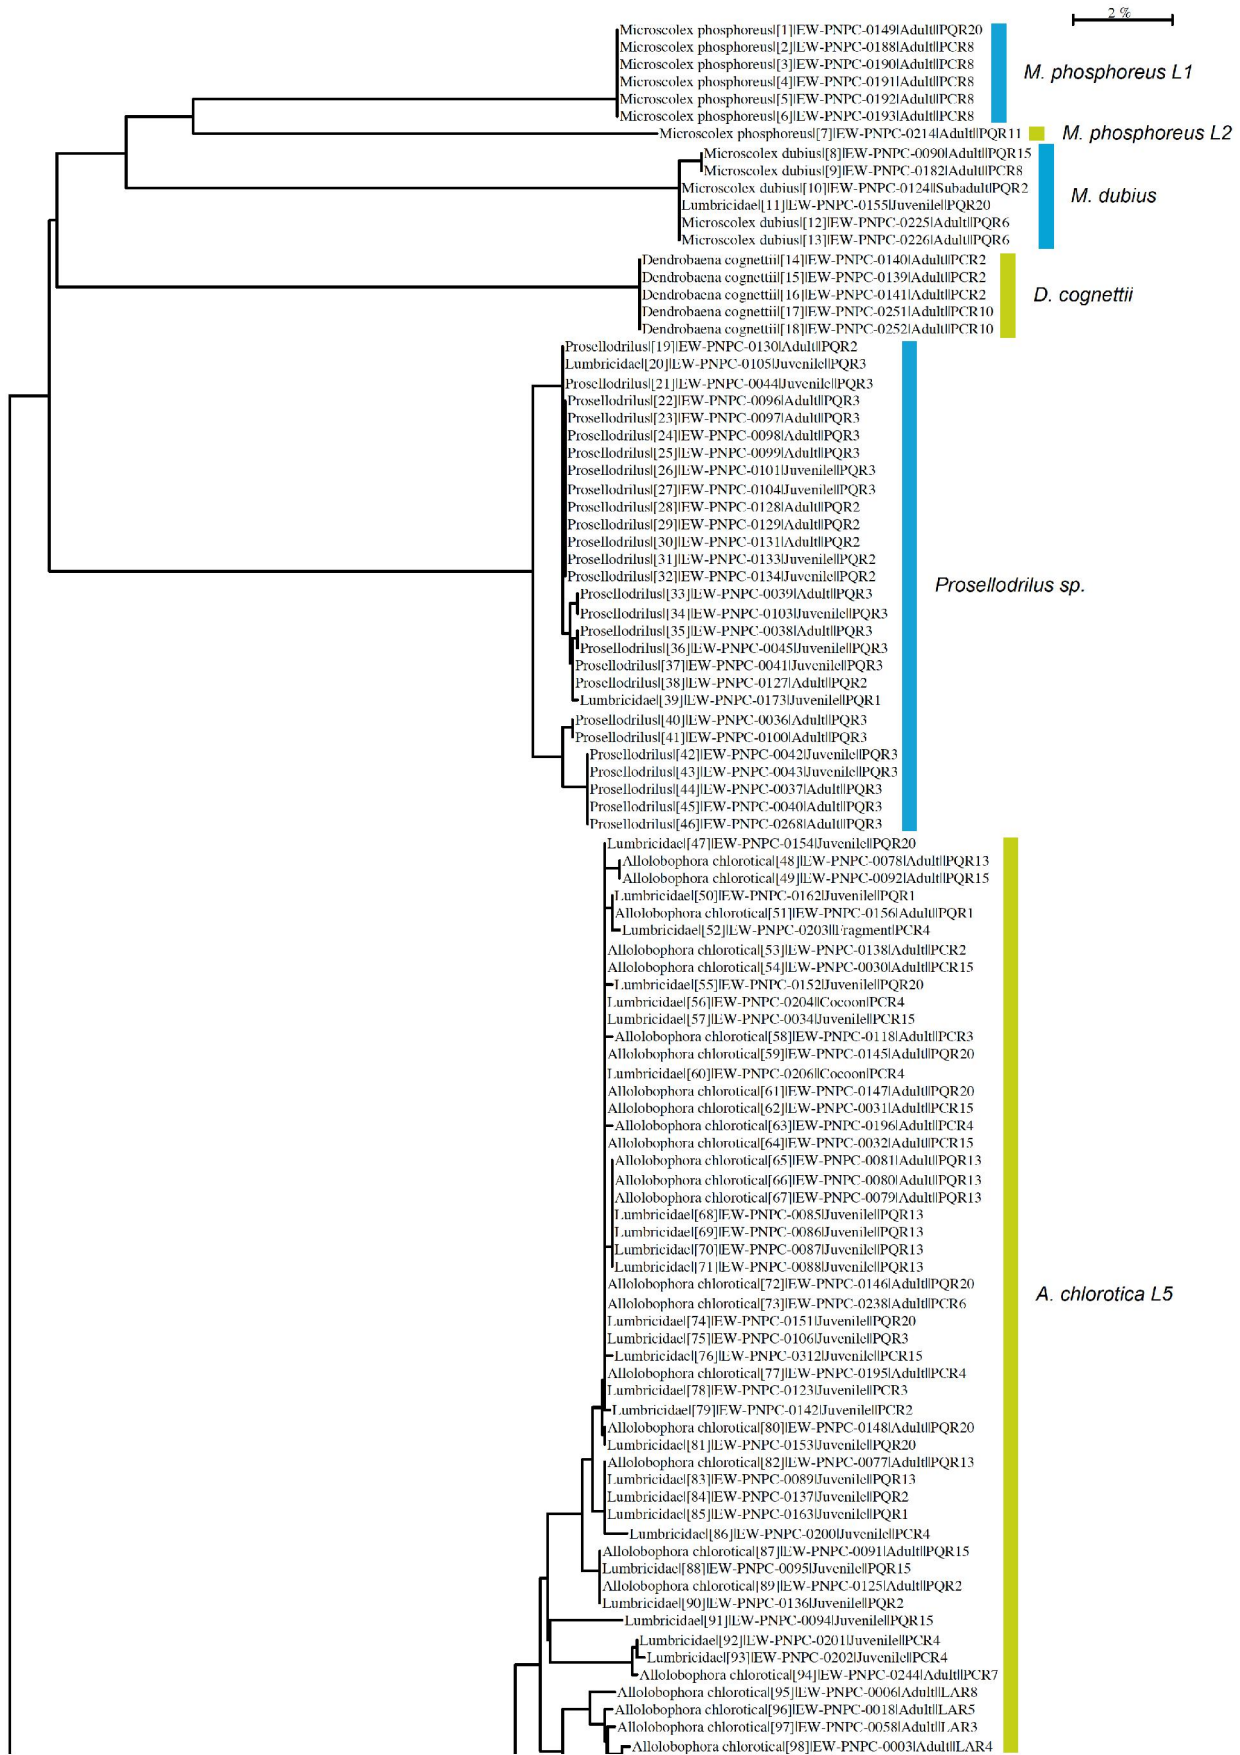 2 %
Microscolex phosphoreus|[1]|EW-PNPC-0149|Adult||PQR20
Microscolex phosphoreus|[2]|EW-PNPC-0188|Adult||PCR8
Microscolex phosphoreus|[3]|EW-PNPC-0190|Adult||PCR8
M. phosphoreus L1
Microscolex phosphoreus|[4]|EW-PNPC-0191|Adult||PCR8
Microscolex phosphoreus|[5]|EW-PNPC-0192|Adult||PCR8
Microscolex phosphoreus|[6]|EW-PNPC-0193|Adult||PCR8
Microscolex phosphoreus|[7]|EW-PNPC-0214|Adult||PQR11
M. phosphoreus L2
Microscolex dubius|[8]|EW-PNPC-0090|Adult||PQR15
Microscolex dubius|[9]|EW-PNPC-0182|Adult||PCR8
Microscolex dubius|[10]|EW-PNPC-0124||Subadult|PQR2
M. dubius
Lumbricidae|[11]|EW-PNPC-0155|Juvenile||PQR20
Microscolex dubius|[12]|EW-PNPC-0225|Adult||PQR6
Microscolex dubius|[13]|EW-PNPC-0226|Adult||PQR6
Dendrobaena cognettii|[14]|EW-PNPC-0140|Adult||PCR2
Dendrobaena cognettii|[15]|EW-PNPC-0139|Adult||PCR2
Dendrobaena cognettii|[16]|EW-PNPC-0141|Adult||PCR2
D. cognettii
Dendrobaena cognettii|[17]|EW-PNPC-0251|Adult||PCR10
Dendrobaena cognettii|[18]|EW-PNPC-0252|Adult||PCR10
Prosellodrilus|[19]|EW-PNPC-0130|Adult||PQR2
Lumbricidae|[20]|EW-PNPC-0105|Juvenile||PQR3
Prosellodrilus|[21]|EW-PNPC-0044|Juvenile||PQR3
Prosellodrilus|[22]|EW-PNPC-0096|Adult||PQR3
Prosellodrilus|[23]|EW-PNPC-0097|Adult||PQR3
Prosellodrilus|[24]|EW-PNPC-0098|Adult||PQR3
Prosellodrilus|[25]|EW-PNPC-0099|Adult||PQR3
Prosellodrilus|[26]|EW-PNPC-0101|Juvenile||PQR3
Prosellodrilus|[27]|EW-PNPC-0104|Juvenile||PQR3
Prosellodrilus|[28]|EW-PNPC-0128|Adult||PQR2
Prosellodrilus|[29]|EW-PNPC-0129|Adult||PQR2
Prosellodrilus|[30]|EW-PNPC-0131|Adult||PQR2
Prosellodrilus|[31]|EW-PNPC-0133|Juvenile||PQR2
Prosellodrilus|[32]|EW-PNPC-0134|Juvenile||PQR2
Prosellodrilus sp.
Prosellodrilus|[33]|EW-PNPC-0039|Adult||PQR3
Prosellodrilus|[34]|EW-PNPC-0103|Juvenile||PQR3
Prosellodrilus|[35]|EW-PNPC-0038|Adult||PQR3
Prosellodrilus|[36]|EW-PNPC-0045|Juvenile||PQR3
Prosellodrilus|[37]|EW-PNPC-0041|Juvenile||PQR3
Prosellodrilus|[38]|EW-PNPC-0127|Adult||PQR2
Lumbricidae|[39]|EW-PNPC-0173|Juvenile||PQR1
Prosellodrilus|[40]|EW-PNPC-0036|Adult||PQR3
Prosellodrilus|[41]|EW-PNPC-0100|Adult||PQR3
Prosellodrilus|[42]|EW-PNPC-0042|Juvenile||PQR3
Prosellodrilus|[43]|EW-PNPC-0043|Juvenile||PQR3
Prosellodrilus|[44]|EW-PNPC-0037|Adult||PQR3
Prosellodrilus|[45]|EW-PNPC-0040|Adult||PQR3
Prosellodrilus|[46]|EW-PNPC-0268|Adult||PQR3
Lumbricidae|[47]|EW-PNPC-0154|Juvenile||PQR20
Allolobophora chlorotica|[48]|EW-PNPC-0078|Adult||PQR13
Allolobophora chlorotica|[49]|EW-PNPC-0092|Adult||PQR15
Lumbricidae|[50]|EW-PNPC-0162|Juvenile||PQR1
Allolobophora chlorotica|[51]|EW-PNPC-0156|Adult||PQR1
Lumbricidae|[52]|EW-PNPC-0203||Fragment|PCR4
Allolobophora chlorotica|[53]|EW-PNPC-0138|Adult||PCR2
Allolobophora chlorotica|[54]|EW-PNPC-0030|Adult||PCR15
Lumbricidae|[55]|EW-PNPC-0152|Juvenile||PQR20
Lumbricidae|[56]|EW-PNPC-0204||Cocoon|PCR4
Lumbricidae|[57]|EW-PNPC-0034|Juvenile||PCR15
Allolobophora chlorotica|[58]|EW-PNPC-0118|Adult||PCR3
Allolobophora chlorotica|[59]|EW-PNPC-0145|Adult||PQR20
Lumbricidae|[60]|EW-PNPC-0206||Cocoon|PCR4
Allolobophora chlorotica|[61]|EW-PNPC-0147|Adult||PQR20
Allolobophora chlorotica|[62]|EW-PNPC-0031|Adult||PCR15
Allolobophora chlorotica|[63]|EW-PNPC-0196|Adult||PCR4
Allolobophora chlorotica|[64]|EW-PNPC-0032|Adult||PCR15
Allolobophora chlorotica|[65]|EW-PNPC-0081|Adult||PQR13
Allolobophora chlorotica|[66]|EW-PNPC-0080|Adult||PQR13
Allolobophora chlorotica|[67]|EW-PNPC-0079|Adult||PQR13
Lumbricidae|[68]|EW-PNPC-0085|Juvenile||PQR13
Lumbricidae|[69]|EW-PNPC-0086|Juvenile||PQR13
Lumbricidae|[70]|EW-PNPC-0087|Juvenile||PQR13
Lumbricidae|[71]|EW-PNPC-0088|Juvenile||PQR13
Allolobophora chlorotica|[72]|EW-PNPC-0146|Adult||PQR20
A. chlorotica L5
Allolobophora chlorotica|[73]|EW-PNPC-0238|Adult||PCR6
Lumbricidae|[74]|EW-PNPC-0151|Juvenile||PQR20
Lumbricidae|[75]|EW-PNPC-0106|Juvenile||PQR3
Lumbricidae|[76]|EW-PNPC-0312|Juvenile||PCR15
Allolobophora chlorotica|[77]|EW-PNPC-0195|Adult||PCR4
Lumbricidae|[78]|EW-PNPC-0123|Juvenile||PCR3
Lumbricidae|[79]|EW-PNPC-0142|Juvenile||PCR2
Allolobophora chlorotica|[80]|EW-PNPC-0148|Adult||PQR20
Lumbricidae|[81]|EW-PNPC-0153|Juvenile||PQR20
Allolobophora chlorotica|[82]|EW-PNPC-0077|Adult||PQR13
Lumbricidae|[83]|EW-PNPC-0089|Juvenile||PQR13
Lumbricidae|[84]|EW-PNPC-0137|Juvenile||PQR2
Lumbricidae|[85]|EW-PNPC-0163|Juvenile||PQR1
Lumbricidae|[86]|EW-PNPC-0200|Juvenile||PCR4
Allolobophora chlorotica|[87]|EW-PNPC-0091|Adult||PQR15
Lumbricidae|[88]|EW-PNPC-0095|Juvenile||PQR15
Allolobophora chlorotica|[89]|EW-PNPC-0125|Adult||PQR2
Lumbricidae|[90]|EW-PNPC-0136|Juvenile||PQR2
Lumbricidae|[91]|EW-PNPC-0094|Juvenile||PQR15
Lumbricidae|[92]|EW-PNPC-0201|Juvenile||PCR4
Lumbricidae|[93]|EW-PNPC-0202|Juvenile||PCR4
Allolobophora chlorotica|[94]|EW-PNPC-0244|Adult||PCR7
Allolobophora chlorotica|[95]|EW-PNPC-0006|Adult||LAR8
Allolobophora chlorotica|[96]|EW-PNPC-0018|Adult||LAR5
Allolobophora chlorotica|[97]|EW-PNPC-0058|Adult||LAR3
Allolobophora chlorotica|[98]|EW-PNPC-0003|Adult||LAR4